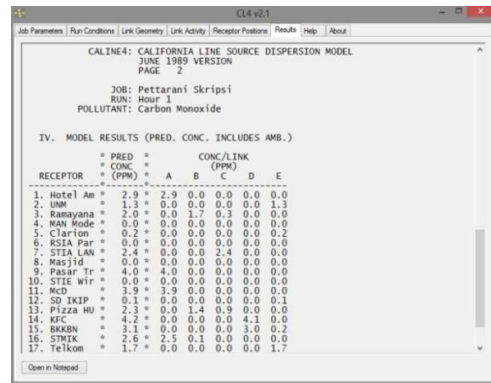 CL4 v2.1
Job Parameters Run Conditions Link Geometry Link Activity Receptor Positions Results Help About
CALINE4: CALIFORNIA LINE SOURCE DISPERSION MODEL
JUNE 1989 VERSION
PAGE 2
JOB: Pettarani Skripsi
RUN: Hour 1
POLLUTANT: Carbon Monoxide
IV. MODEL RESULTS (PRED. CONC. INCLUDES AMB.)
* PRED * CONC/LINK
* CONC * (PPM)
RECEPTOR * (PPM) * A B C D E
1. Hotel Am * 2.9 * 2.9 0.0 0.0 0.0 0.0
2. UNM * 1.3 * 0.0 0.0 0.0 0.0 1.3
3. Ramayana * 2.0 * 0.0 1.7 0.3 0.0 0.0
4. MAN Mode * 0.0 * 0.0 0.0 0.0 0.0 0.0
5. Clarion * 0.2 * 0.0 0.0 0.0 0.0 0.2
6. RSIA Par * 0.0 * 0.0 0.0 0.0 0.0 0.0
7. STIA LAN * 2.4 * 0.0 0.0 2.4 0.0 0.0
8. Masjid * 0.0 * 0.0 0.0 0.0 0.0 0.0
9. Pasar Tr * 4.0 * 4.0 0.0 0.0 0.0 0.0
10. STIE Wir * 0.0 * 0.0 0.0 0.0 0.0 0.0
11. McD * 3.9 * 3.9 0.0 0.0 0.0 0.0
12. SD IKIP * 0.1 * 0.0 0.0 0.0 0.0 0.1
13. Pizza HU * 2.3 * 0.0 1.4 0.9 0.0 0.0
14. KFC * 4.2 * 0.0 0.0 0.0 4.1 0.0
15. BKKBN * 3.1 * 0.0 0.0 0.0 3.0 0.2
16. STMIK * 2.6 * 2.5 0.1 0.0 0.0 0.0
17. Telkom * 1.7 * 0.0 0.0 0.0 0.0 1.7
Open in Notepad